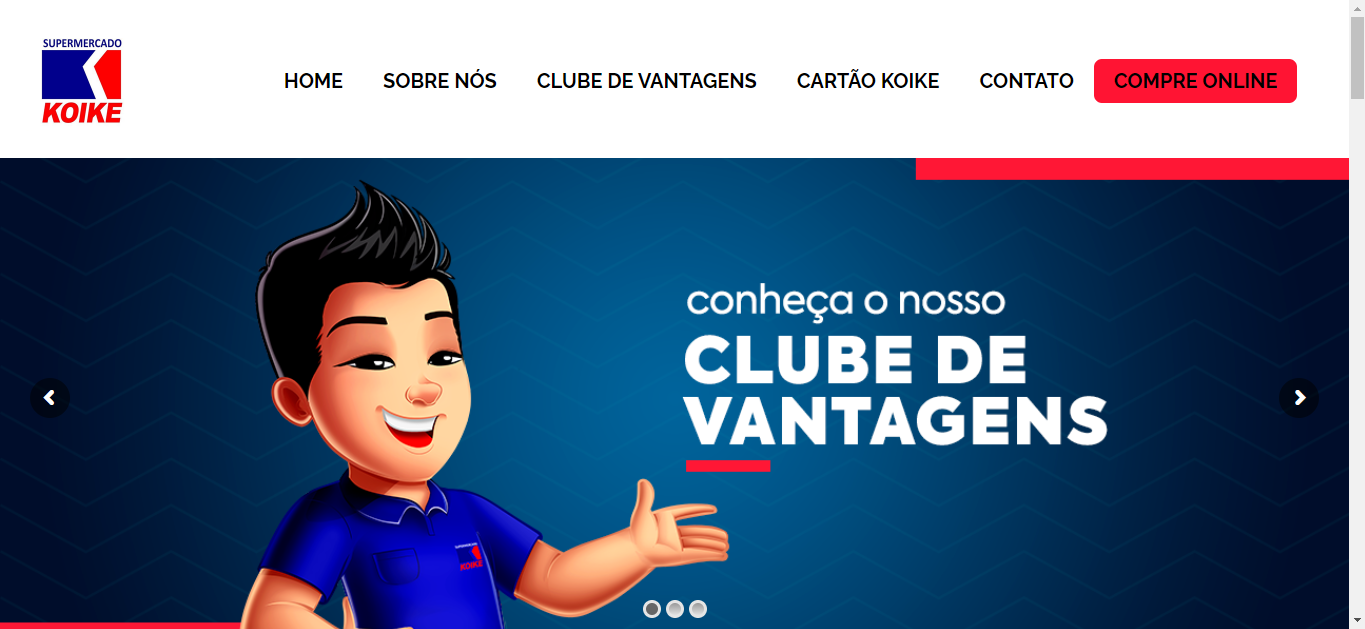 SUPERMERCADO
KOIKE
HOME
SOBRE NÓS
CLUBE DE VANTAGENS
CARTÃO KOIKE
CONTATO
COMPRE ONLINE
conheça o nosso
CLUBE DE
VANTAGENS
SUPERMERCADO
KOIKE